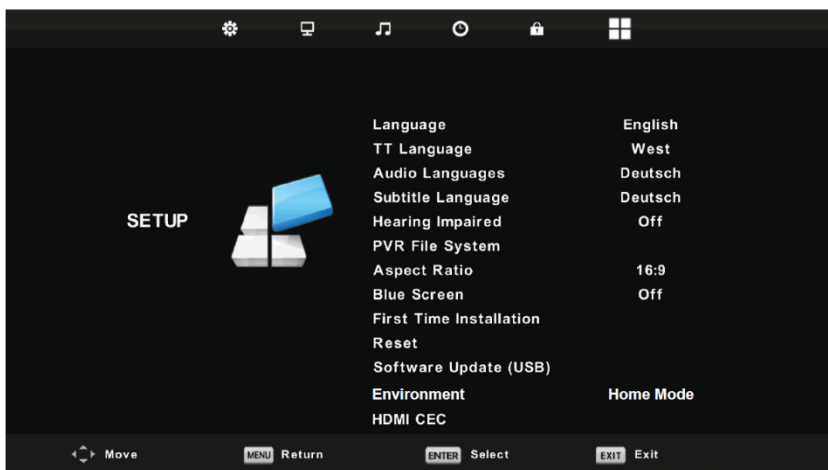 Language English
TT Language West
Audio Languages Deutsch
Subtitle Language Deutsch
SETUP
Hearing Impaired Off
PVR File System
Aspect Ratio 16:9
Blue Screen Off
First Time Installation
Reset
Software Update (USB)
Environment Home Mode
HDMI CEC
Move MENU Return ENTER Select EXIT Exit